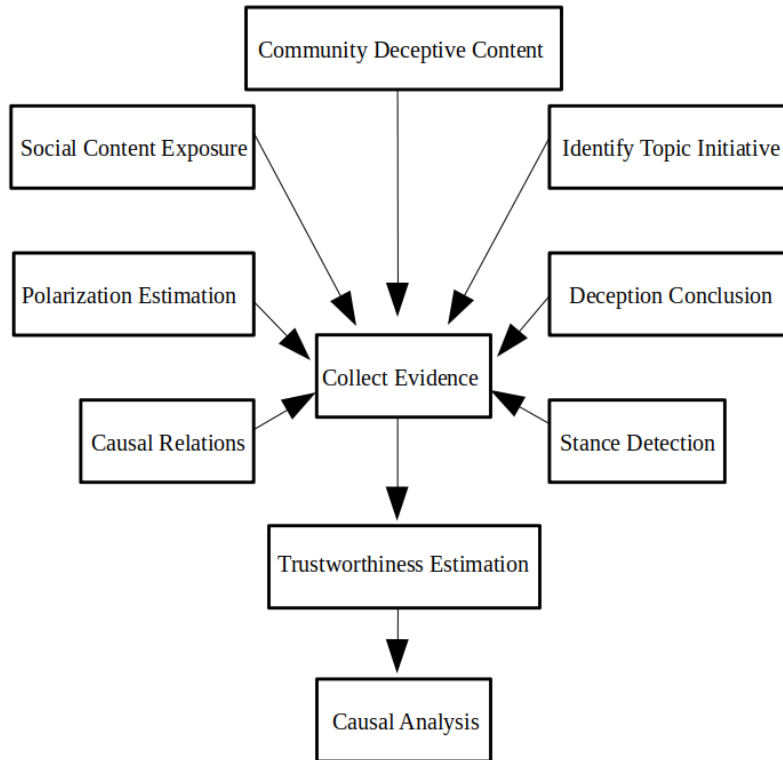 Community Deceptive Content
Social Content Exposure
Identify Topic Initiative
Polarization Estimation
Deception Conclusion
Collect Evidence
Causal Relations
Stance Detection
Trustworthiness Estimation
Causal Analysis